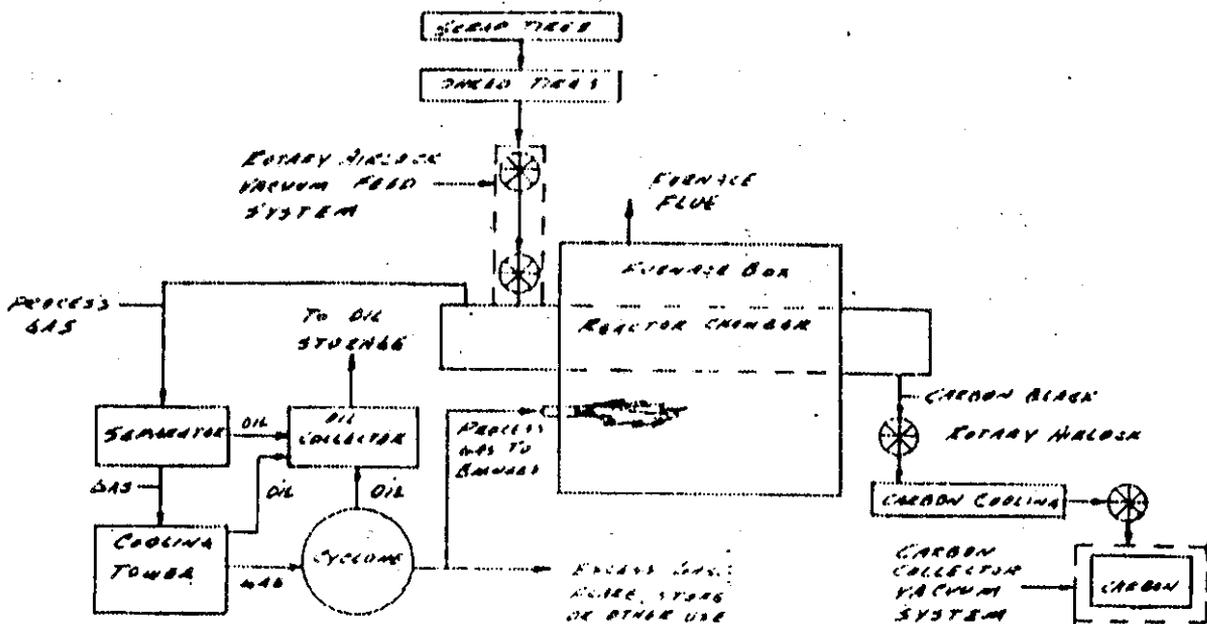 SCRAP TIRES
SHRED TIRES
ROTARY AIRLOCK
VACUUM FEED
SYSTEM
FURNACE
FLUE
FURNACE BOX
PROCESS
GAS
TO OIL
STORAGE
REACTOR CHAMBER
SEPARATOR
OIL
OIL
COLLECTOR
PROCESS
GAS TO
BURNERS
CARBON BLACK
ROTARY AIRLOCK
GAS
OIL
OIL
CARBON COOLING
COOLING
TOWER
GAS
CYCLONE
EXCESS GAS,
FLARE, STORE
OR OTHER USE
CARBON
COLLECTOR
VACUUM
SYSTEM
CARBON